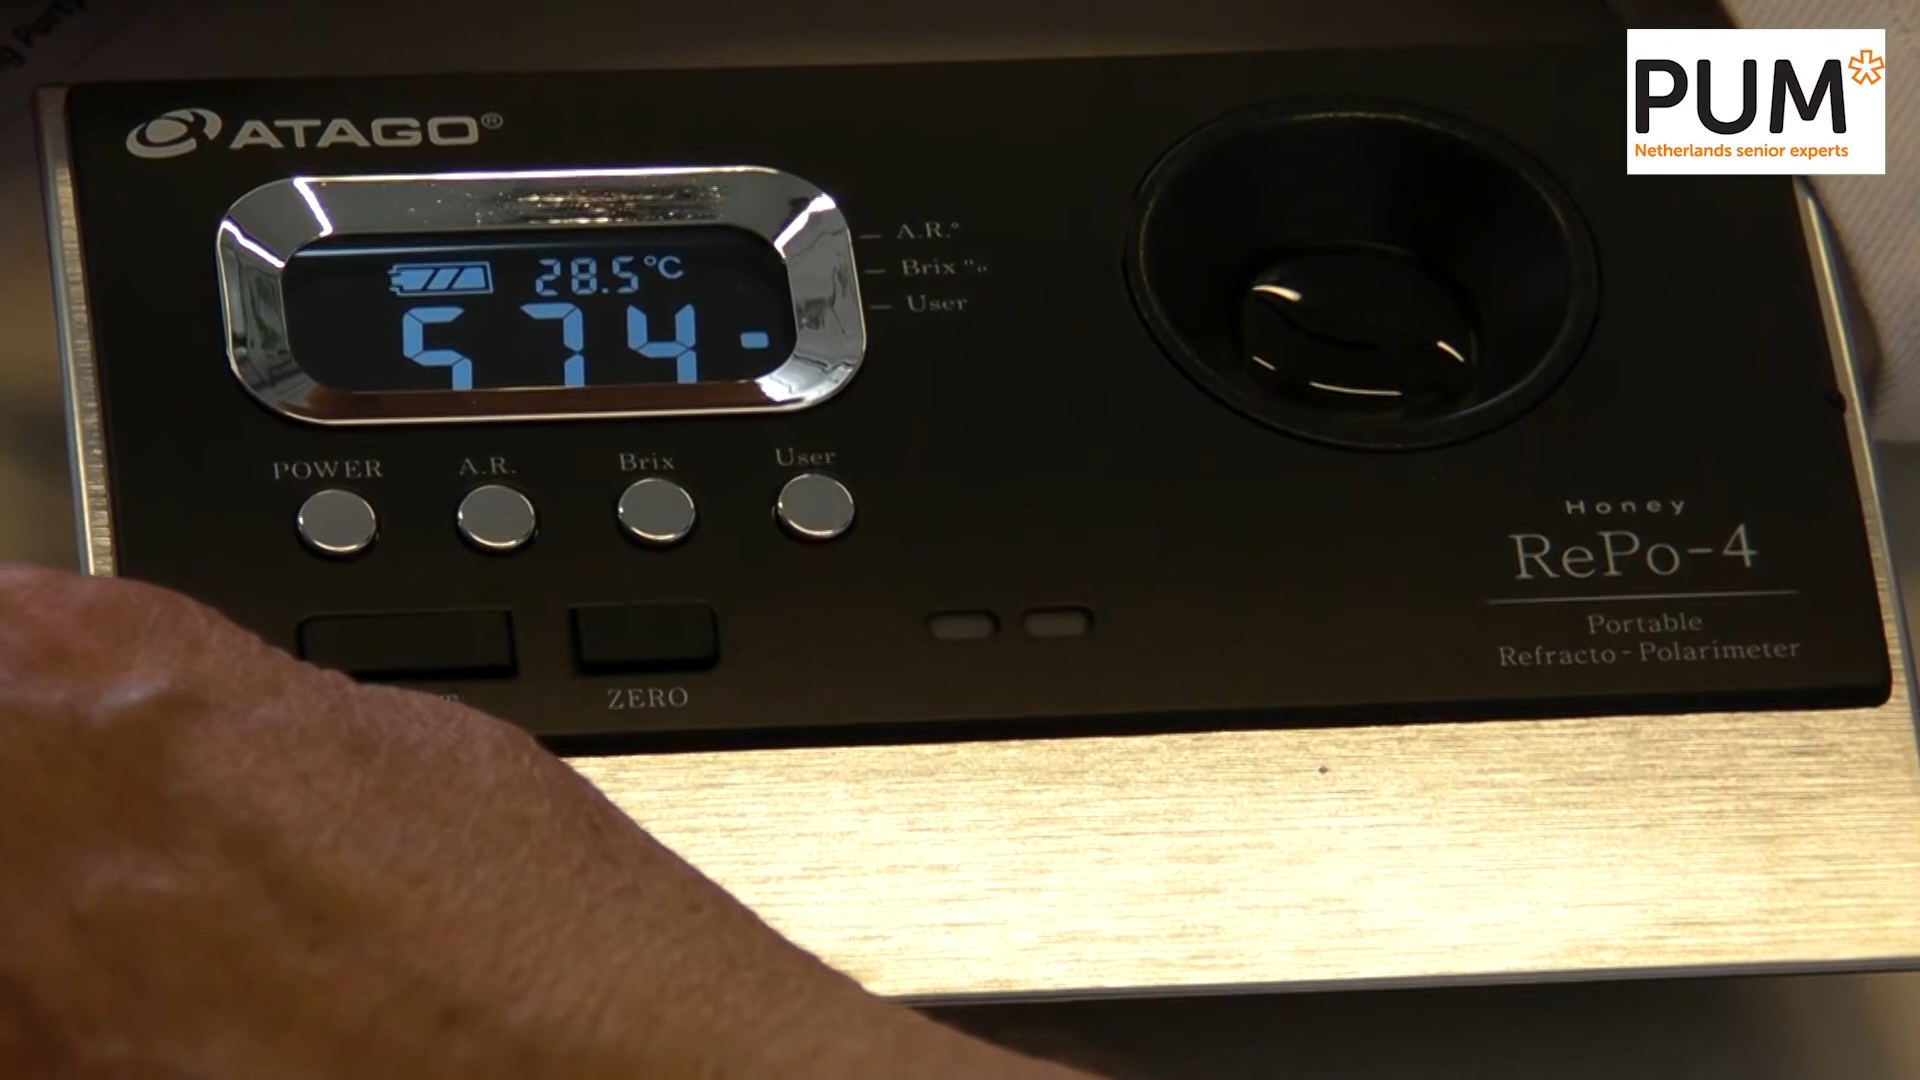 PUM
Netherlands senior experts
ATAGO®
A.R.°
28.5°C
Brix %
574
User
POWER
A.R.
Brix
User
Honey
RePo-4
Portable
Refracto-Polarimeter
ZERO